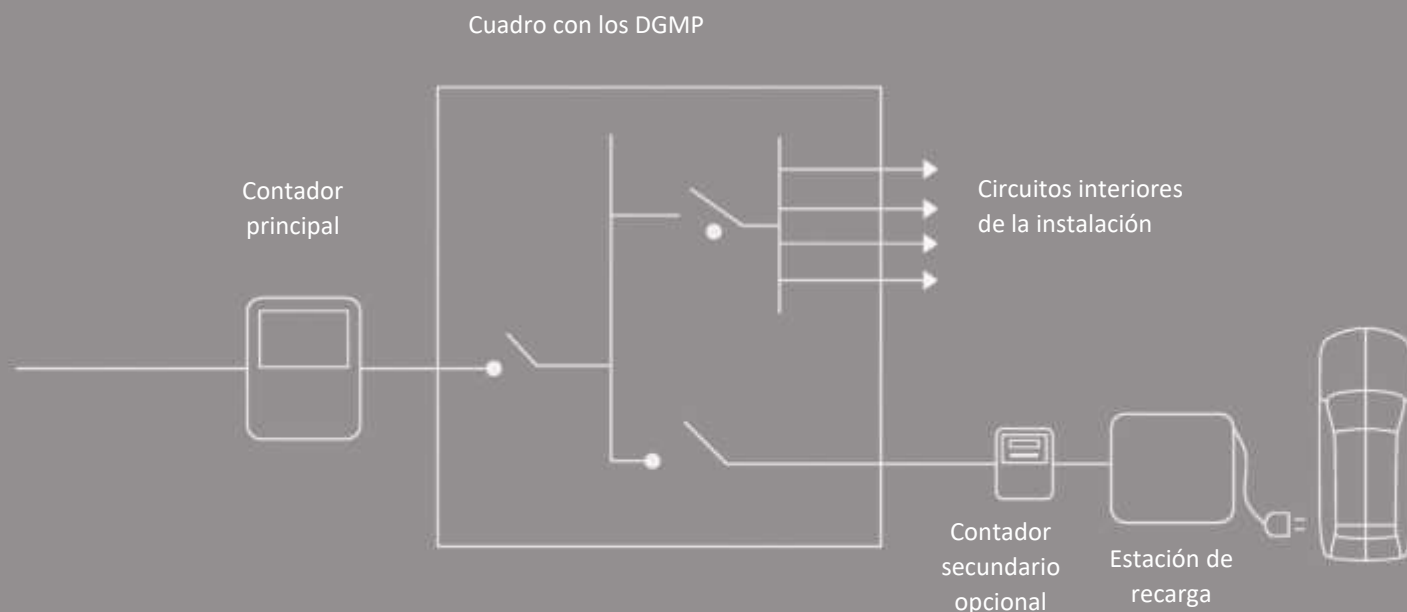 Cuadro con los DGMP
Contador
principal
Circuitos interiores
de la instalación
Contador
secundario
opcional
Estación de
recarga